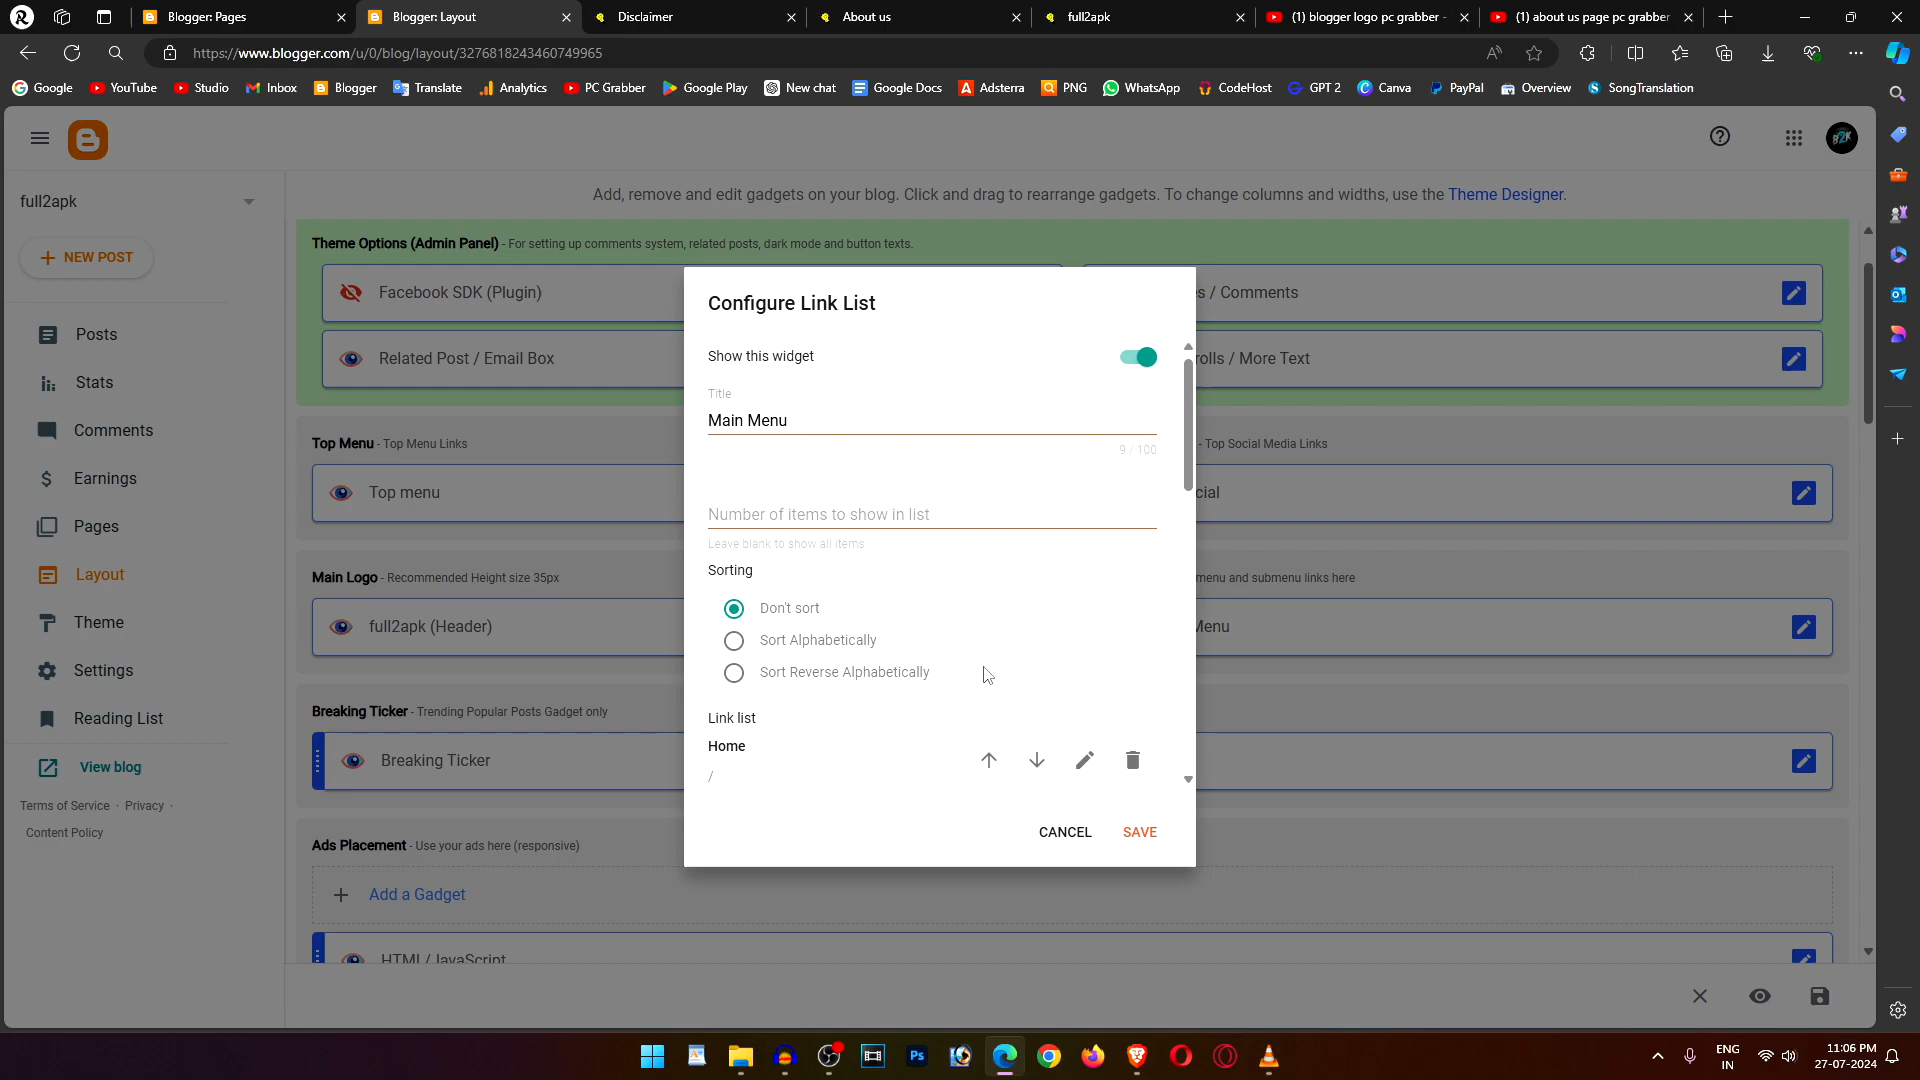 Blogger: Pages
Blogger: Layout
Disclaimer
About us
full2apk
(1) blogger logo pc grabber -
(1) about us page pc grabber
https://www.blogger.com/u/0/blog/layout/3276818243460749965
Google
YouTube
Studio
Inbox
Blogger
Translate
Analytics
PC Grabber
Google Play
New chat
Google Docs
Adsterra
PNG
WhatsApp
CodeHost
GPT 2
Canva
PayPal
Overview
SongTranslation
full2apk
NEW POST
Posts
Stats
Comments
Earnings
Pages
Layout
Theme
Settings
Reading List
View blog
Terms of Service · Privacy ·
Content Policy
Add, remove and edit gadgets on your blog. Click and drag to rearrange gadgets. To change columns and widths, use the Theme Designer.
Theme Options (Admin Panel) - For setting up comments system, related posts, dark mode and button texts.
Facebook SDK (Plugin)
s / Comments
Related Post / Email Box
rolls / More Text
Top Menu - Top Menu Links
- Top Social Media Links
Top menu
cial
Main Logo - Recommended Height size 35px
menu and submenu links here
full2apk (Header)
Menu
Breaking Ticker - Trending Popular Posts Gadget only
Breaking Ticker
Ads Placement - Use your ads here (responsive)
Add a Gadget
HTML/JavaScript
Configure Link List
Show this widget
Title
Main Menu
9 / 100
Number of items to show in list
Leave blank to show all items
Sorting
Don't sort
Sort Alphabetically
Sort Reverse Alphabetically
Link list
Home
/
CANCEL
SAVE
Ps
ENG
IN
11:06 PM
27-07-2024